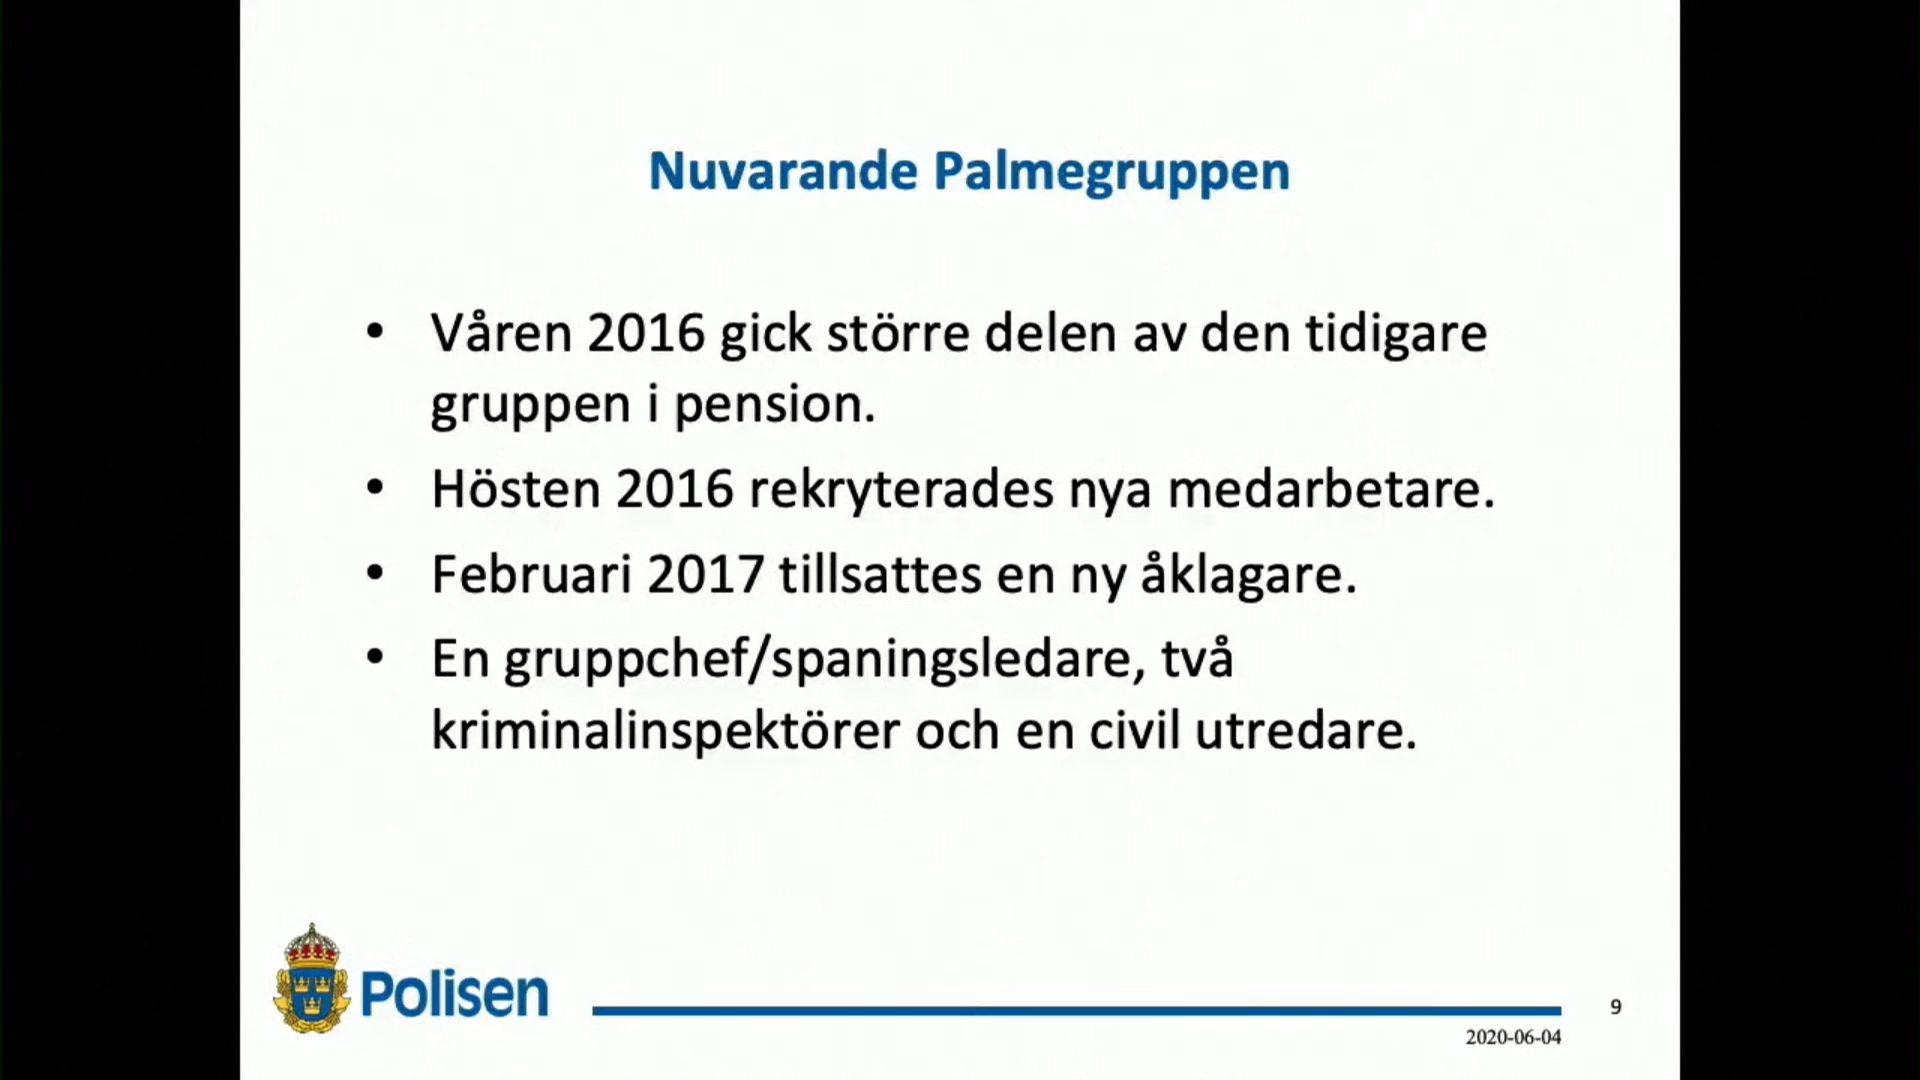 Nuvarande Palmegruppen
• Våren 2016 gick större delen av den tidigare
gruppen i pension.
• Hösten 2016 rekryterades nya medarbetare.
• Februari 2017 tillsattes en ny åklagare.
• En gruppchef/spaningsledare, två
kriminalinspektörer och en civil utredare.
Polisen
9
2020-06-04